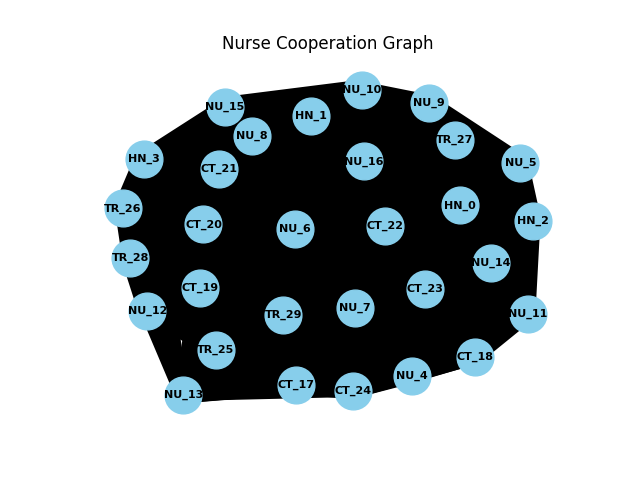 Nurse Cooperation Graph
NU_10
NU_9
NU_15
HN_1
NU_8
TR_27
HN_3
NU_16
NU_5
CT_21
HN_0
TR_26
HN_2
CT_20
CT_22
NU_6
TR_28
NU_14
CT_19
CT_23
NU_7
NU_12
NU_11
TR_29
TR_25
CT_18
NU_4
CT_17
CT_24
NU_13